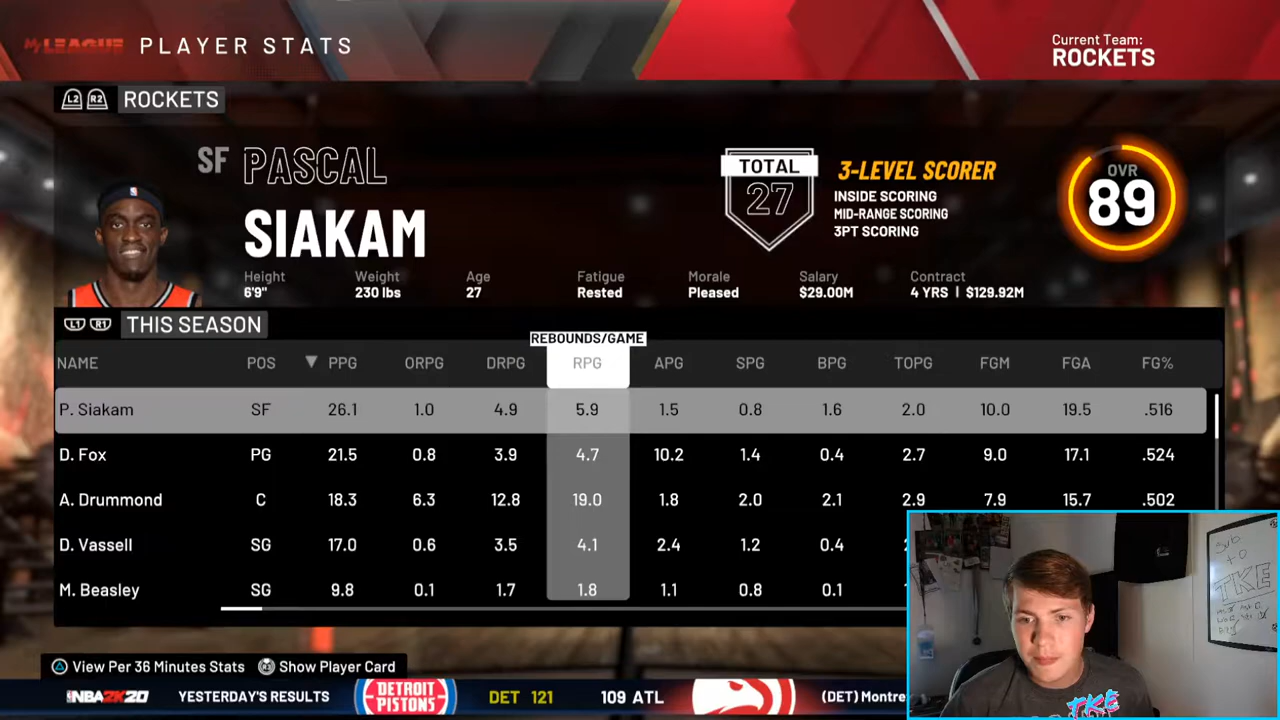 MyLEAGUE PLAYER STATS
Current Team:
ROCKETS
L2 R2 ROCKETS
SF PASCAL
SIAKAM
TOTAL
27
3-LEVEL SCORER
INSIDE SCORING
MID-RANGE SCORING
3PT SCORING
OVR
89
Height Weight Age Fatigue Morale Salary Contract
6'9" 230 lbs 27 Rested Pleased $29.00M 4 YRS | $129.92M
L1 R1 THIS SEASON
REBOUNDS/GAME
NAME POS PPG ORPG DRPG RPG APG SPG BPG TOPG FGM FGA FG%
P. Siakam SF 26.1 1.0 4.9 5.9 1.5 0.8 1.6 2.0 10.0 19.5 .516
D. Fox PG 21.5 0.8 3.9 4.7 10.2 1.4 0.4 2.7 9.0 17.1 .524
A. Drummond C 18.3 6.3 12.8 19.0 1.8 2.0 2.1 2.9 7.9 15.7 .502
D. Vassell SG 17.0 0.6 3.5 4.1 2.4 1.2 0.4
M. Beasley SG 9.8 0.1 1.7 1.8 1.1 0.8 0.1
Sub
to
TKE
View Per 36 Minutes Stats Show Player Card
TKE
NBA2K20 YESTERDAY'S RESULTS DETROIT PISTONS DET 121 109 ATL (DET) Montre